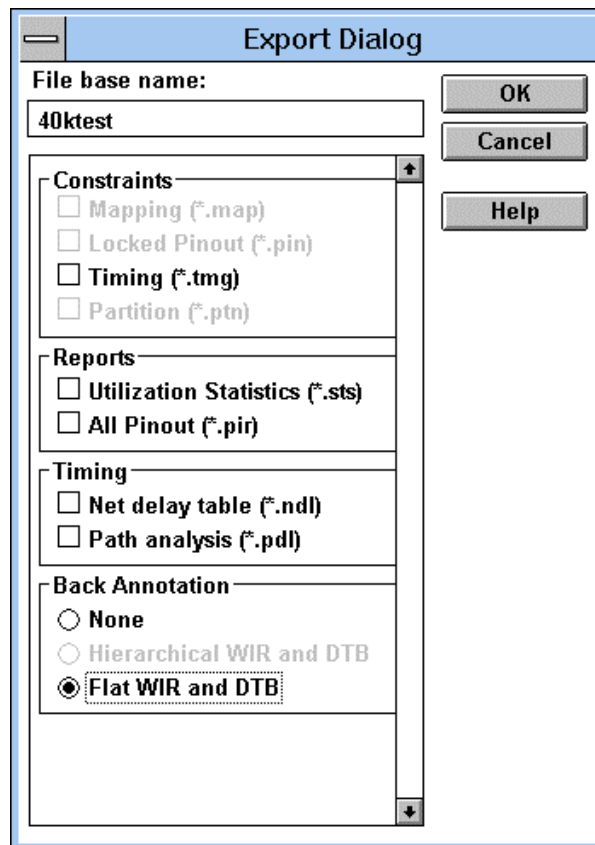 Export Dialog
File base name:
40ktest
OK
Cancel
Help
Constraints
Mapping (*.map)
Locked Pinout (*.pin)
Timing (*.tmg)
Partition (*.ptn)
Reports
Utilization Statistics (*.sts)
All Pinout (*.pir)
Timing
Net delay table (*.ndl)
Path analysis (*.pdl)
Back Annotation
None
Hierarchical WIR and DTB
Flat WIR and DTB